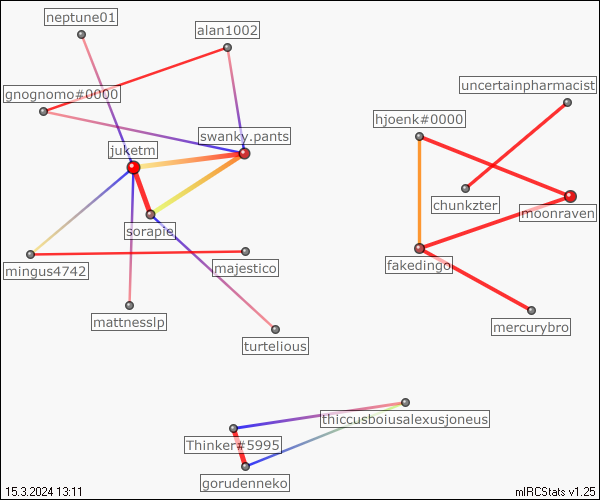 neptune01
alan1002
uncertainpharmacist
gnognomo#0000
hjoenk#0000
swanky.pants
juketm
chunkzter
moonraven
sorapie
fakedingo
mingus4742
majestico
mattnesslp
mercurybro
turtelious
thiccusboiusalexusjoneus
Thinker#5995
gorudenneko
15.3.2024 13:11
mIRCStats v1.25